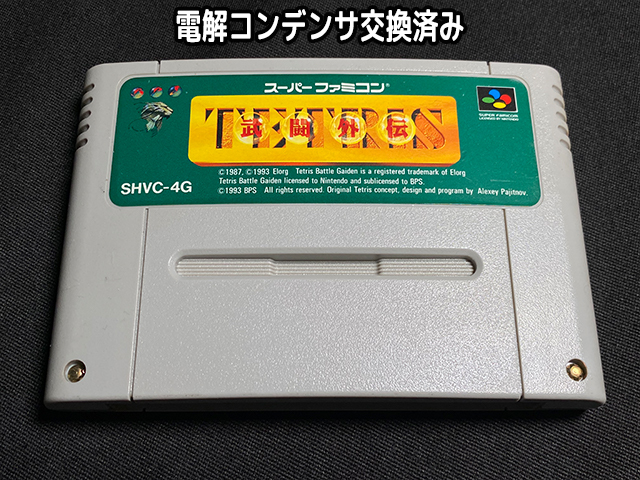 電解コンデンサ交換済み
スーパーファミコン®
TETRIS
武闘外伝
SUPER FAMICOM
LICENSED BY NINTENDO
©1987, ©1993 Elorg Tetris Battle Gaiden is a registered trademark of Elorg
Tetris Battle Gaiden licensed to Nintendo and sublicensed to BPS.
©1993 BPS All rights reserved. Original Tetris concept, design and program by Alexey Pajitnov.
SHVC-4G